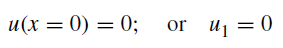 u(x = 0) = 0; or u₁ = 0